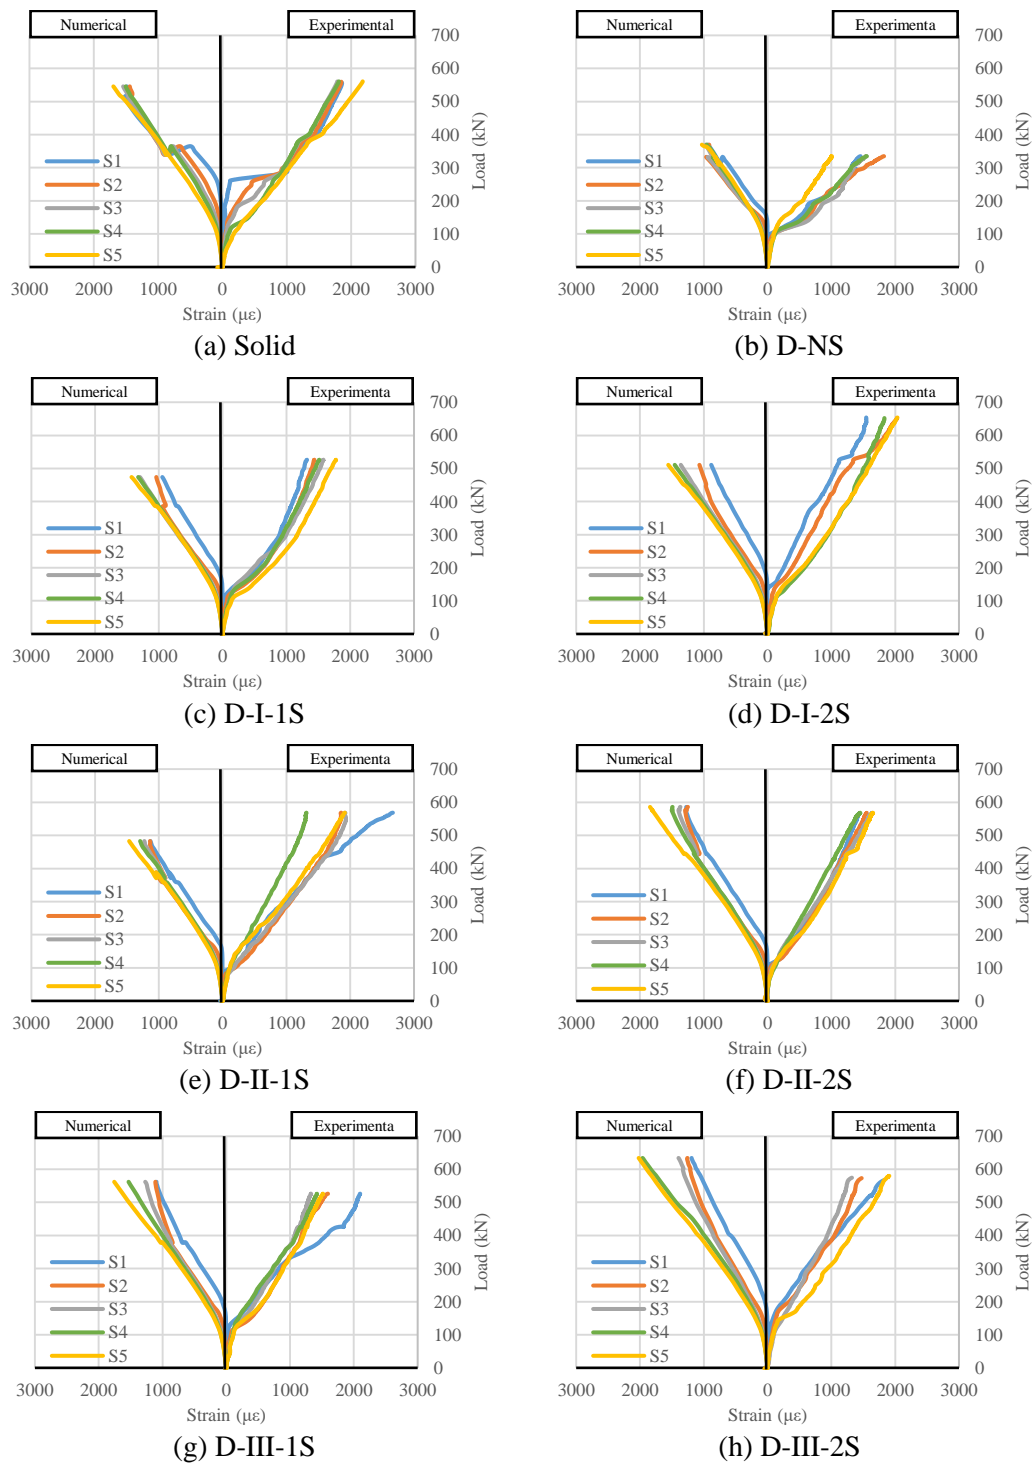 Numerical
Experimental
700
600
500
400
300
200
100
0
Load (kN)
S1
S2
S3
S4
S5
3000 2000 1000 0 1000 2000 3000
Strain (με)
(a) Solid
Numerical
Experimental
700
600
500
400
300
200
100
0
Load (kN)
S1
S2
S3
S4
S5
3000 2000 1000 0 1000 2000 3000
Strain (με)
(b) D-NS
Numerical
Experimenta
700
600
500
400
300
200
100
0
Load (kN)
S1
S2
S3
S4
S5
3000 2000 1000 0 1000 2000 3000
Strain (με)
(c) D-I-1S
Numerical
Experimenta
700
600
500
400
300
200
100
0
Load (kN)
S1
S2
S3
S4
S5
3000 2000 1000 0 1000 2000 3000
Strain (με)
(d) D-I-2S
Numerical
Experimenta
700
600
500
400
300
200
100
0
Load (kN)
S1
S2
S3
S4
S5
3000 2000 1000 0 1000 2000 3000
Strain (με)
(e) D-II-1S
Numerical
Experimenta
700
600
500
400
300
200
100
0
Load (kN)
S1
S2
S3
S4
S5
3000 2000 1000 0 1000 2000 3000
Strain (με)
(f) D-II-2S
Numerical
Experimenta
700
600
500
400
300
200
100
0
Load (kN)
S1
S2
S3
S4
S5
3000 2000 1000 0 1000 2000 3000
Strain (με)
(g) D-III-1S
Numerical
Experimenta
700
600
500
400
300
200
100
0
Load (kN)
S1
S2
S3
S4
S5
3000 2000 1000 0 1000 2000 3000
Strain (με)
(h) D-III-2S